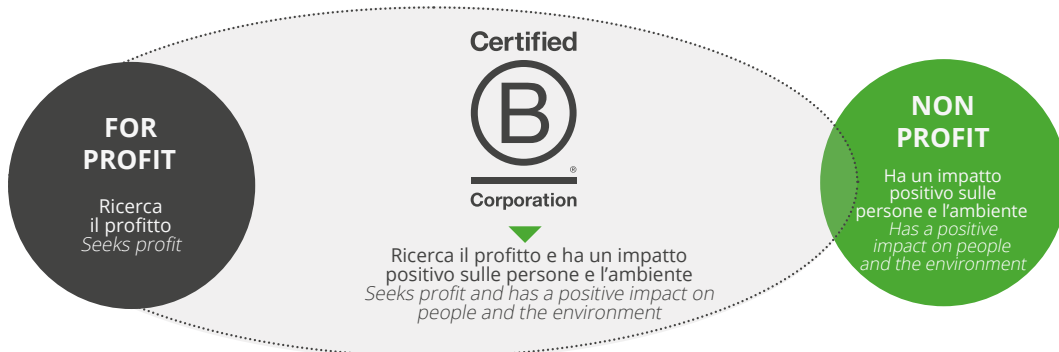 FOR
PROFIT
Ricerca
il profitto
Seeks profit
Certified
B
®
Corporation
Ricerca il profitto e ha un impatto
positivo sulle persone e l’ambiente
Seeks profit and has a positive impact on
people and the environment
NON
PROFIT
Ha un impatto
positivo sulle
persone e l’ambiente
Has a positive
impact on people
and the environment